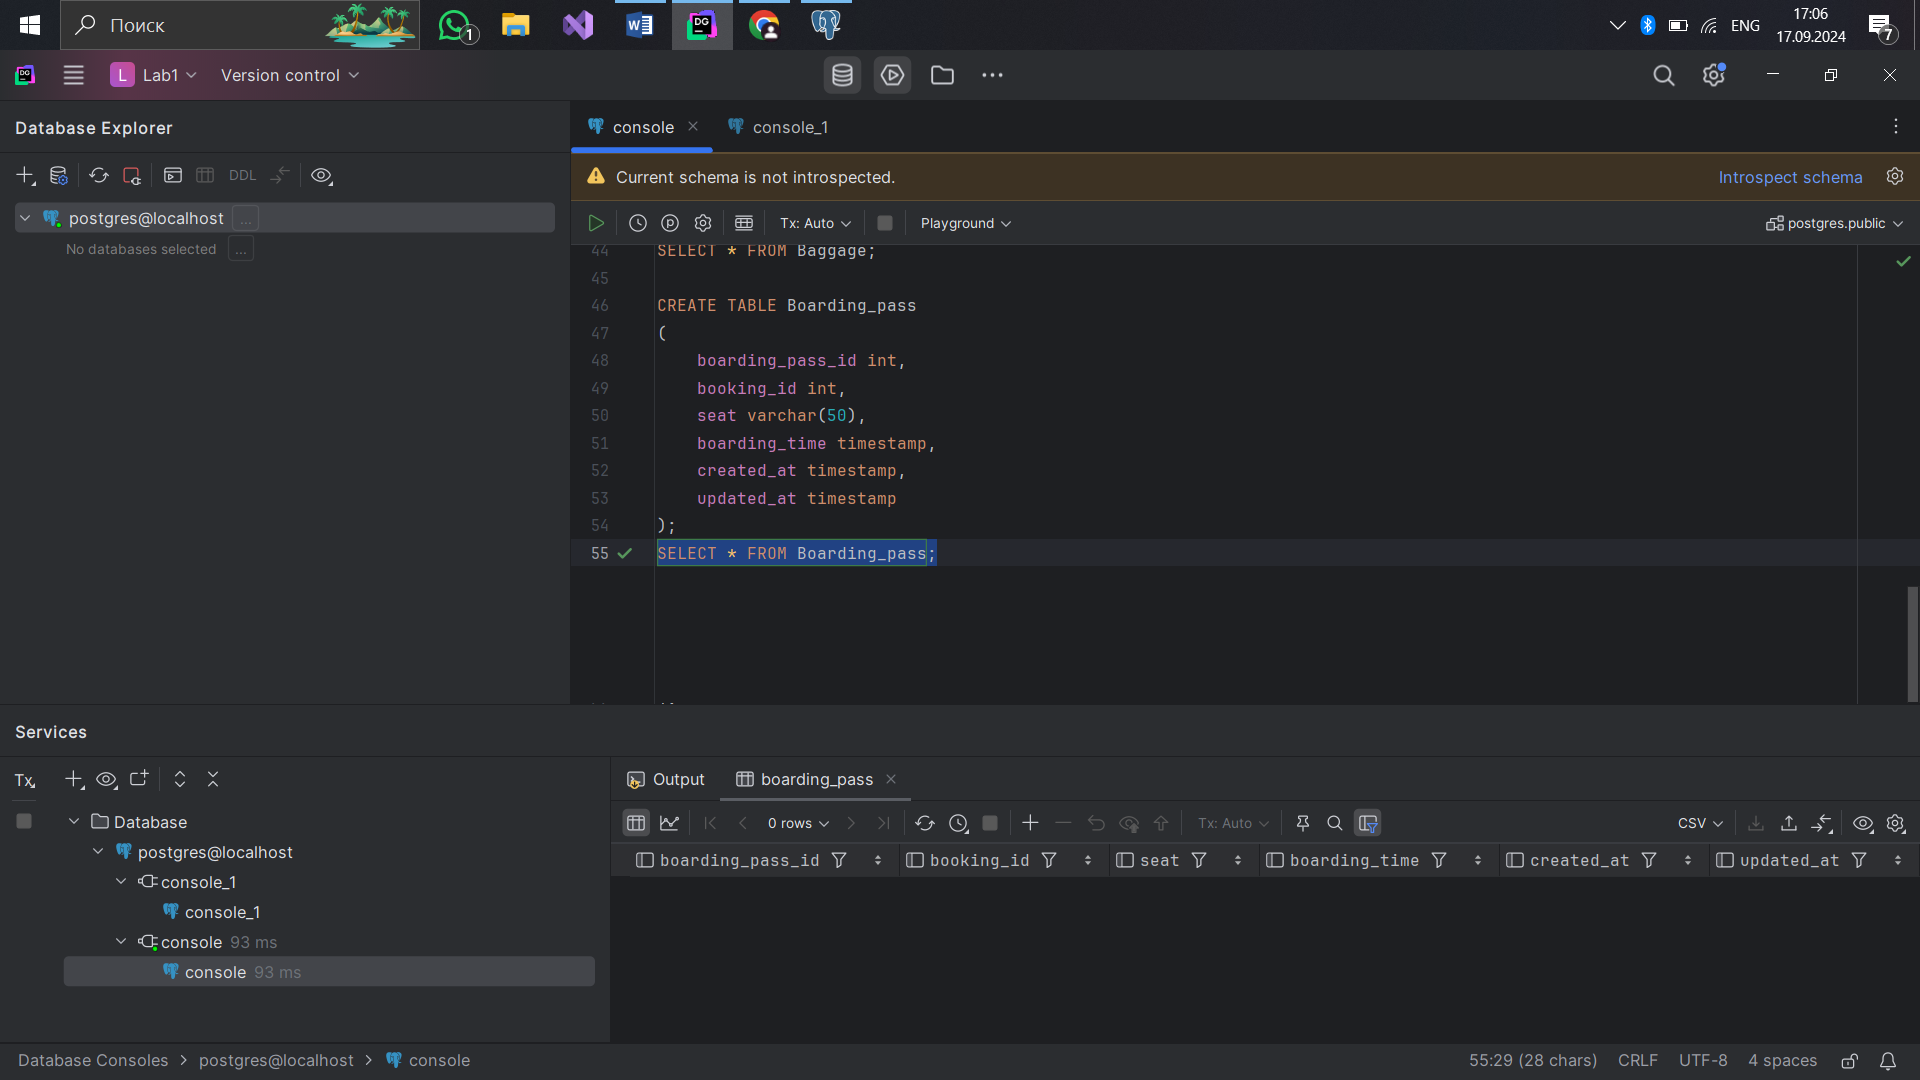 Поиск
1
W
DG
ENG
17:06
17.09.2024
7
DG
L Lab1
Version control
Database Explorer
DDL
postgres@localhost ...
No databases selected ...
console
console_1
Current schema is not introspected.
Introspect schema
Tx: Auto
Playground
postgres.public
44 SELECT * FROM Baggage;
45
46 CREATE TABLE Boarding_pass
47 (
48 boarding_pass_id int,
49 booking_id int,
50 seat varchar(50),
51 boarding_time timestamp,
52 created_at timestamp,
53 updated_at timestamp
54 );
55 SELECT * FROM Boarding_pass;
Services
Tx
Database
postgres@localhost
console_1
console_1
console 93 ms
console 93 ms
Output
boarding_pass
0 rows
Tx: Auto
CSV
boarding_pass_id booking_id seat boarding_time created_at updated_at
Database Consoles > postgres@localhost > console
55:29 (28 chars) CRLF UTF-8 4 spaces